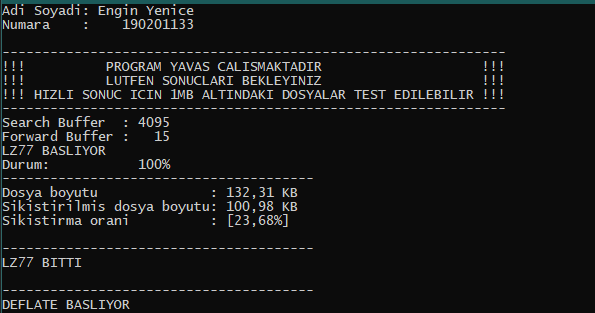 Adi Soyadi: Engin Yenice
Numara    :    190201133
---------------------------------------------------------------
!!!          PROGRAM YAVAS CALISMAKTADIR                    !!!
!!!          LUTFEN SONUCLARI BEKLEYINIZ                    !!!
!!! HIZLI SONUC ICIN 1MB ALTINDAKI DOSYALAR TEST EDILEBILIR !!!
---------------------------------------------------------------
Search Buffer  : 4095
Forward Buffer :   15
LZ77 BASLIYOR
Durum:           100%
---------------------------------------
Dosya boyutu              : 132,31 KB
Sikistirilmis dosya boyutu: 100,98 KB
Sikistirma orani          : [23,68%]
---------------------------------------
LZ77 BITTI
---------------------------------------
DEFLATE BASLIYOR